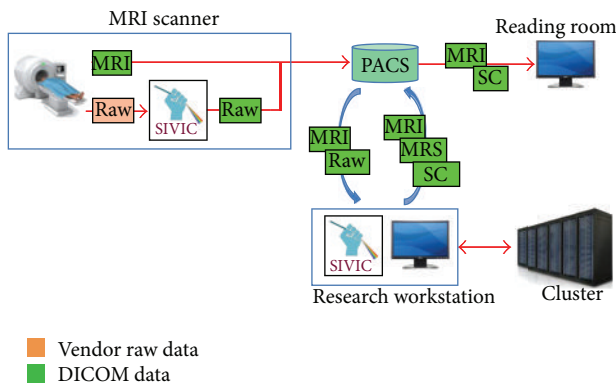 MRI scanner
Reading room
MRI
Raw
SIVIC
Raw
PACS
MRI
SC
MRI
Raw
MRI
MRS
SC
SIVIC
Research workstation
Cluster
Vendor raw data
DICOM data